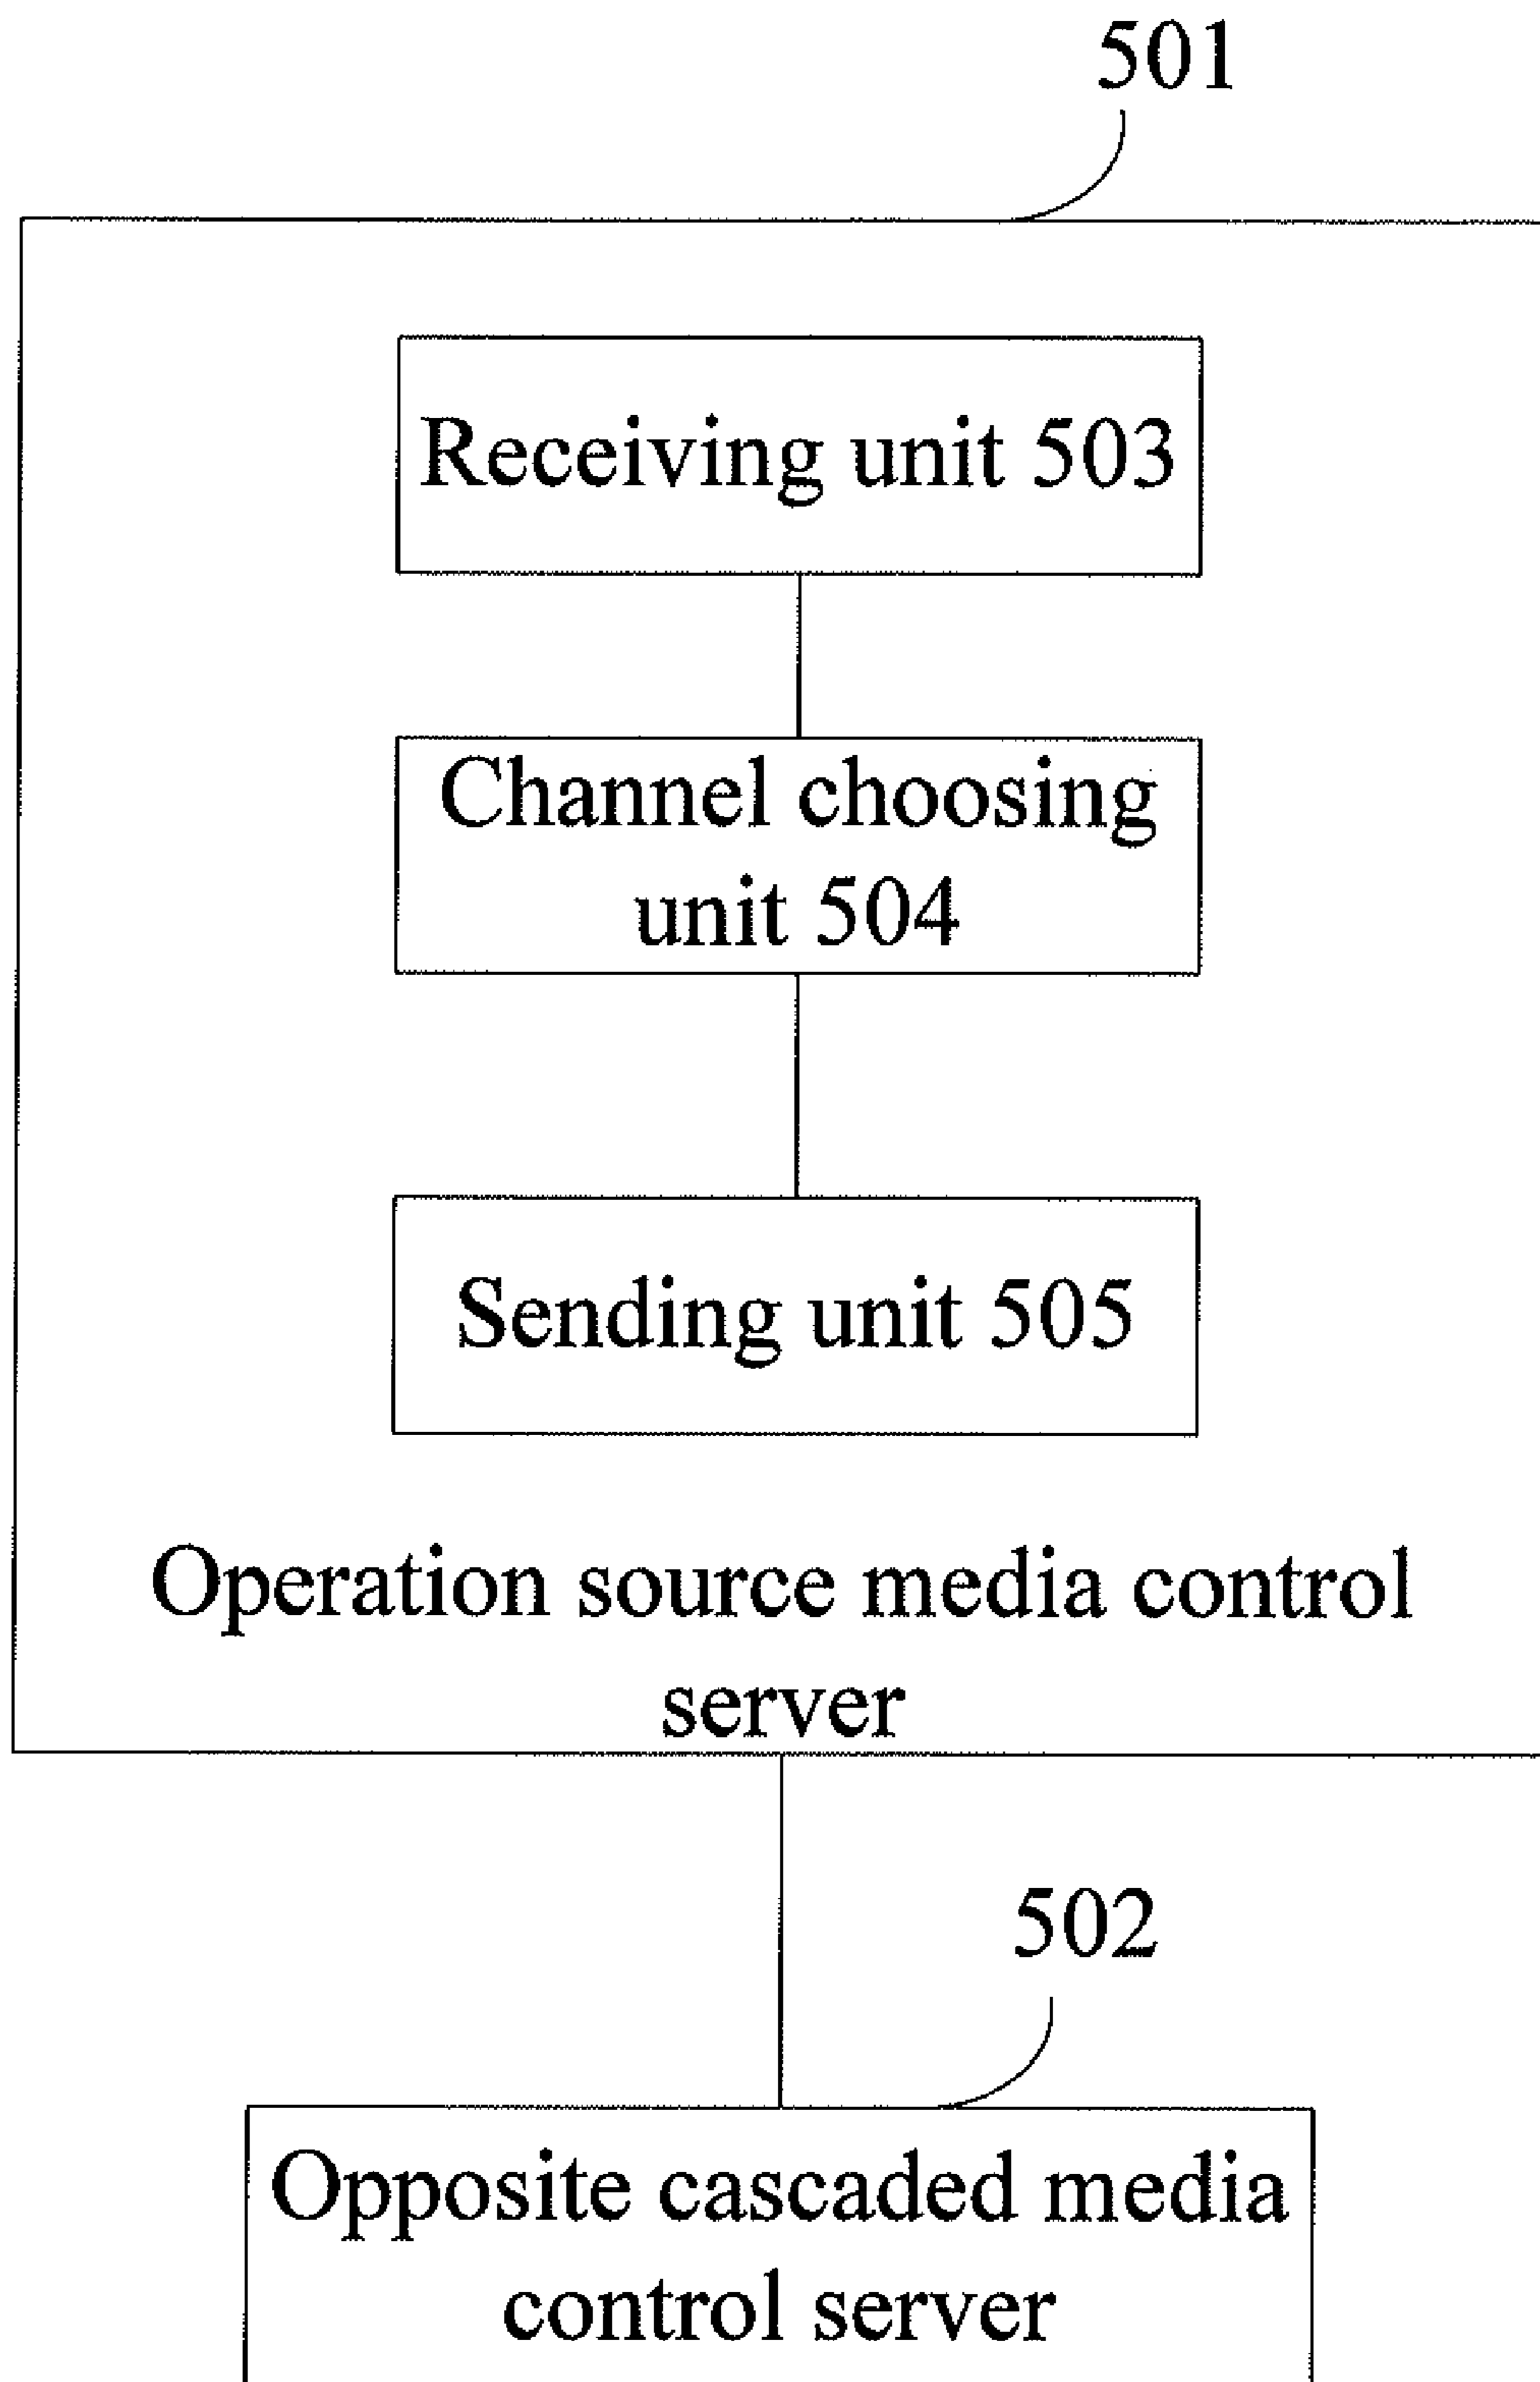 501
Receiving unit 503
Channel choosing
unit 504
Sending unit 505
Operation source media control
server
502
Opposite cascaded media
control server